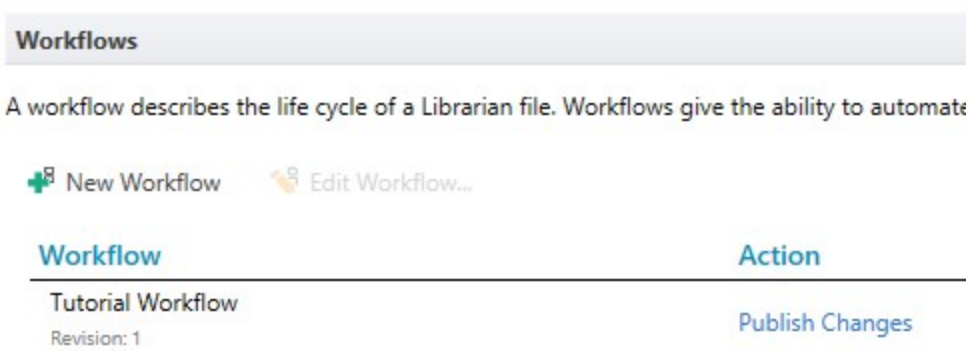 Workflows
A workflow describes the life cycle of a Librarian file. Workflows give the ability to automate
New Workflow Edit Workflow...
Workflow Action
Tutorial Workflow
Revision: 1 Publish Changes